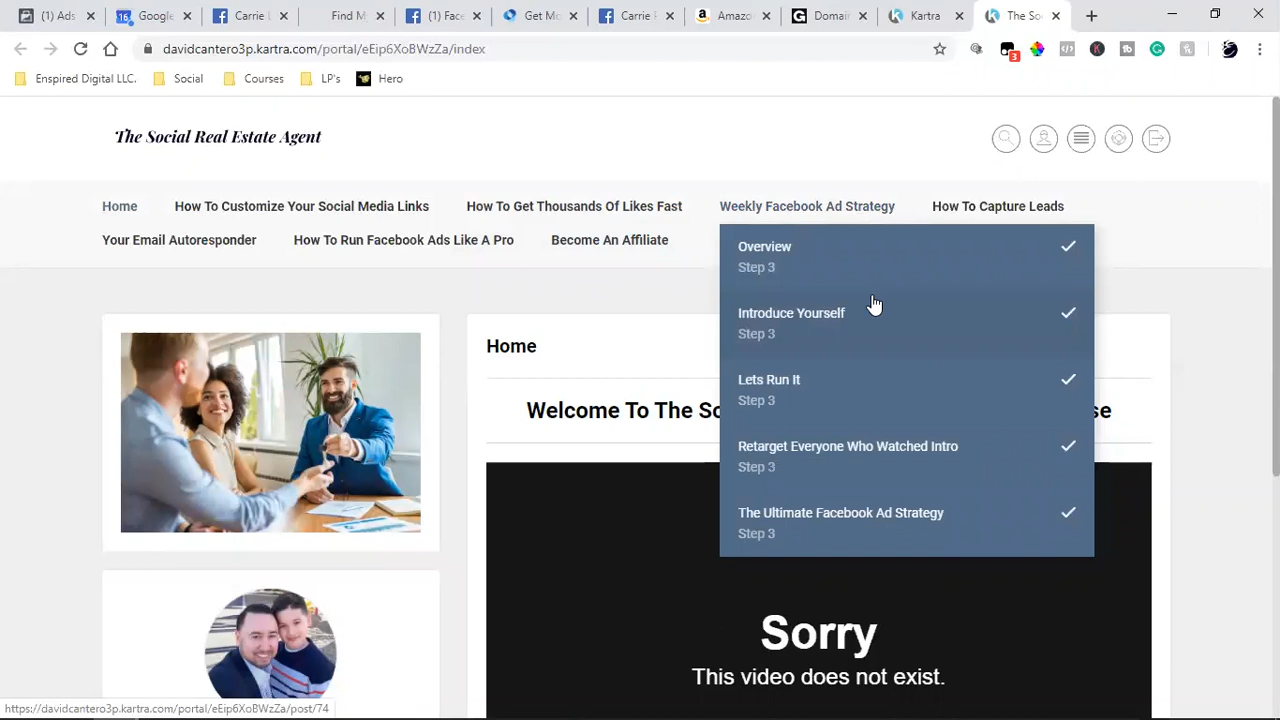 (1) Ads
Google
Carrie L
Find My
(1) Face
Get Mo
Carrie F
Amazo
Domai
Kartra
The So
davidcantero3p.kartra.com/portal/eEip6XoBWzZa/index
3
Enspired Digital LLC.
Social
Courses
LP's
Hero
The Social Real Estate Agent
Home
How To Customize Your Social Media Links
How To Get Thousands Of Likes Fast
Weekly Facebook Ad Strategy
How To Capture Leads
Your Email Autoresponder
How To Run Facebook Ads Like A Pro
Become An Affiliate
Overview
Step 3
Introduce Yourself
Step 3
Lets Run It
Step 3
Retarget Everyone Who Watched Intro
Step 3
The Ultimate Facebook Ad Strategy
Step 3
Home
Welcome To The So
se
Sorry
This video does not exist.
https://davidcantero3p.kartra.com/portal/eEip6XoBWzZa/post/74